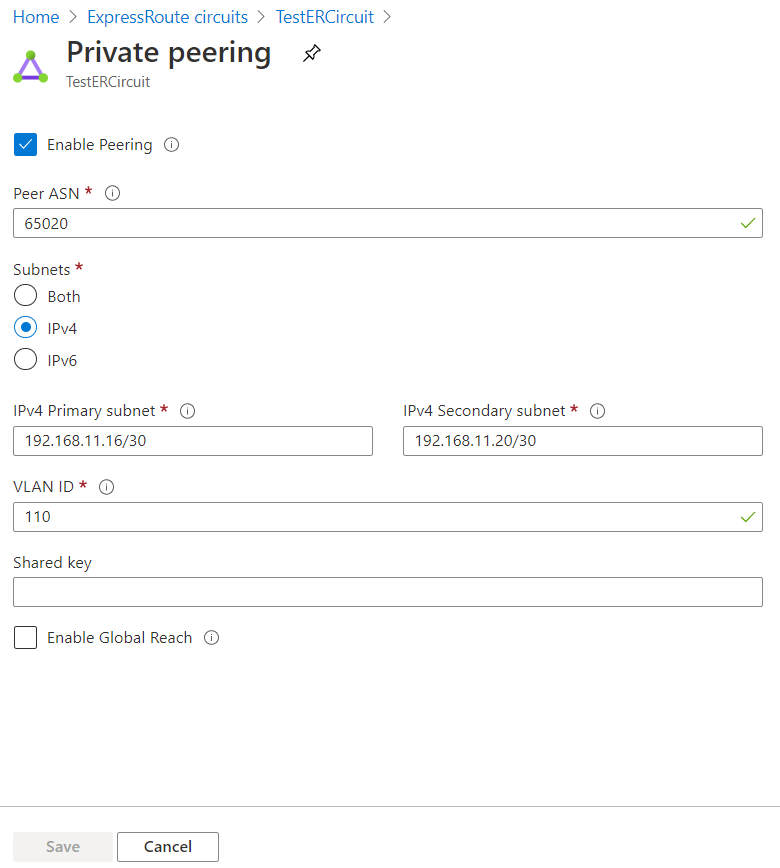 Home > ExpressRoute circuits > TestERCircuit >
Private peering
TestERCircuit
Enable Peering
Peer ASN *
65020
Subnets *
Both
IPv4
IPv6
IPv4 Primary subnet * IPv4 Secondary subnet *
192.168.11.16/30 192.168.11.20/30
VLAN ID *
110
Shared key
Enable Global Reach
Save Cancel